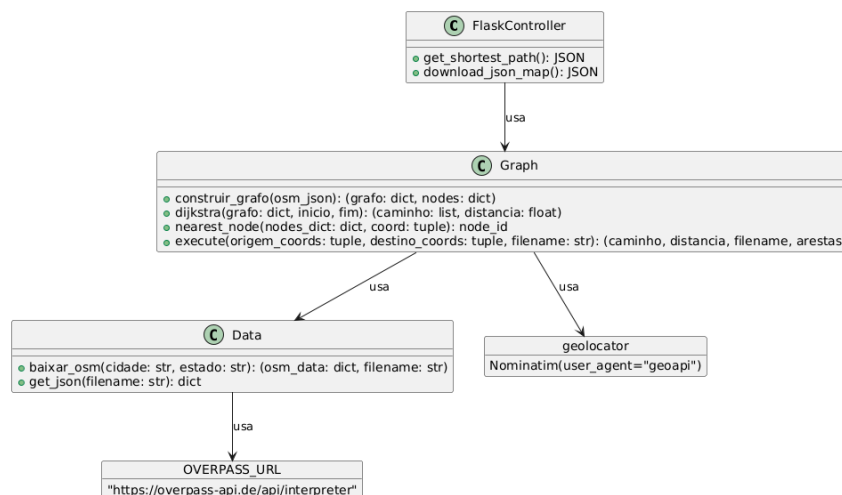 C FlaskController
get_shortest_path(): JSON
download_json_map(): JSON
usa
C Graph
construir_grafo(osm_json): (grafo: dict, nodes: dict)
dijkstra(grafo: dict, inicio, fim): (caminho: list, distancia: float)
nearest_node(nodes_dict: dict, coord: tuple): node_id
execute(origem_coords: tuple, destino_coords: tuple, filename: str): (caminho, distancia, filename, arestas
usa
usa
C Data
baixar_osm(cidade: str, estado: str): (osm_data: dict, filename: str)
get_json(filename: str): dict
geolocator
Nominatim(user_agent="geoapi")
usa
OVERPASS_URL
"https://overpass-api.de/api/interpreter"